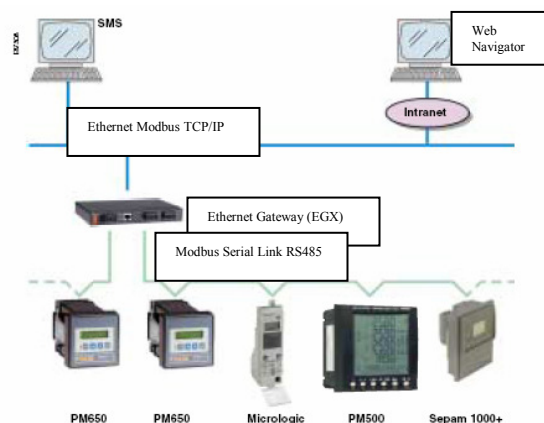 SMS
Web
Navigator
Intranet
Ethernet Modbus TCP/IP
Ethernet Gateway (EGX)
Modbus Serial Link RS485
PM650
PM650
Micrologic
PM500
Sepam 1000+